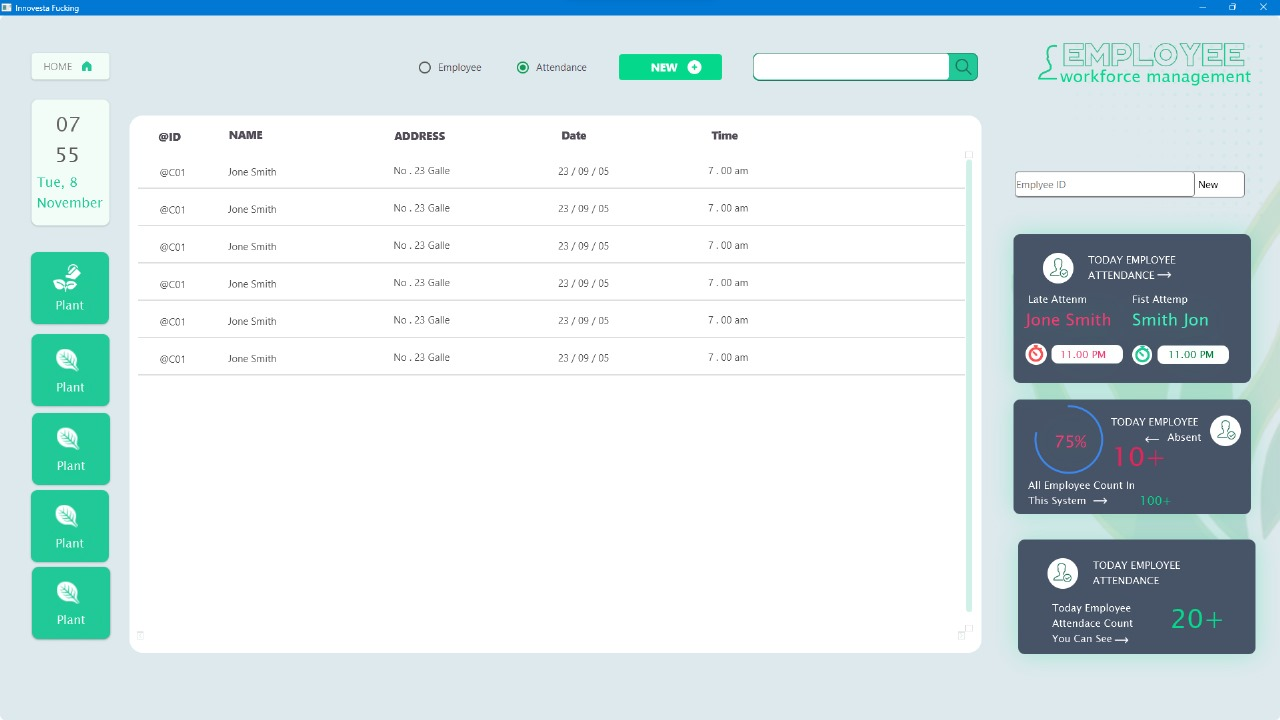 Innovesta Fucking
HOME
Employee
Attendance
NEW
EMPLOYEE
workforce management
07
55
Tue, 8
November
Plant
Plant
Plant
Plant
Plant
@ID NAME ADDRESS Date Time
@C01 Jone Smith No . 23 Galle 23 / 09 / 05 7 . 00 am
@C01 Jone Smith No . 23 Galle 23 / 09 / 05 7 . 00 am
@C01 Jone Smith No . 23 Galle 23 / 09 / 05 7 . 00 am
@C01 Jone Smith No . 23 Galle 23 / 09 / 05 7 . 00 am
@C01 Jone Smith No . 23 Galle 23 / 09 / 05 7 . 00 am
@C01 Jone Smith No . 23 Galle 23 / 09 / 05 7 . 00 am
Emplyee ID New
TODAY EMPLOYEE
ATTENDANCE
Late Attenm Fist Attemp
Jone Smith Smith Jon
11.00 PM 11.00 PM
TODAY EMPLOYEE
Absent
75% 10+
All Employee Count In
This System 100+
TODAY EMPLOYEE
ATTENDANCE
Today Employee
Attendace Count
You Can See
20+